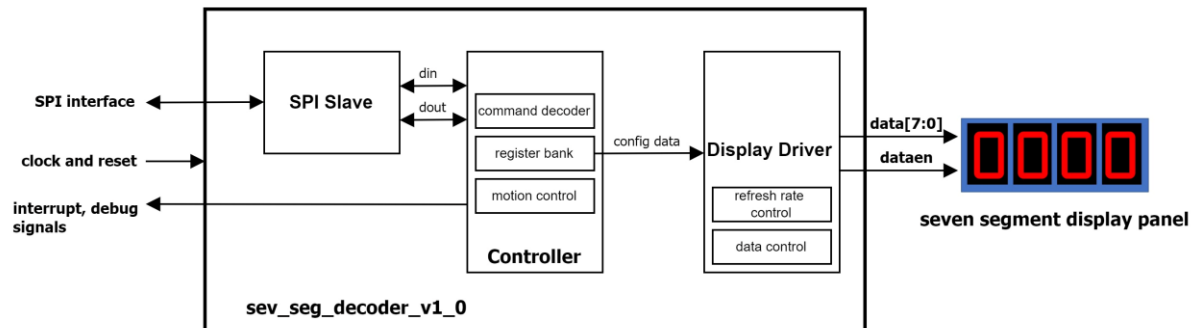 SPI interface
clock and reset
interrupt, debug
signals
SPI Slave
din
dout
command decoder
register bank
motion control
Controller
config data
Display Driver
refresh rate
control
data control
data[7:0]
dataen
0000
seven segment display panel
sev_seg_decoder_v1_0